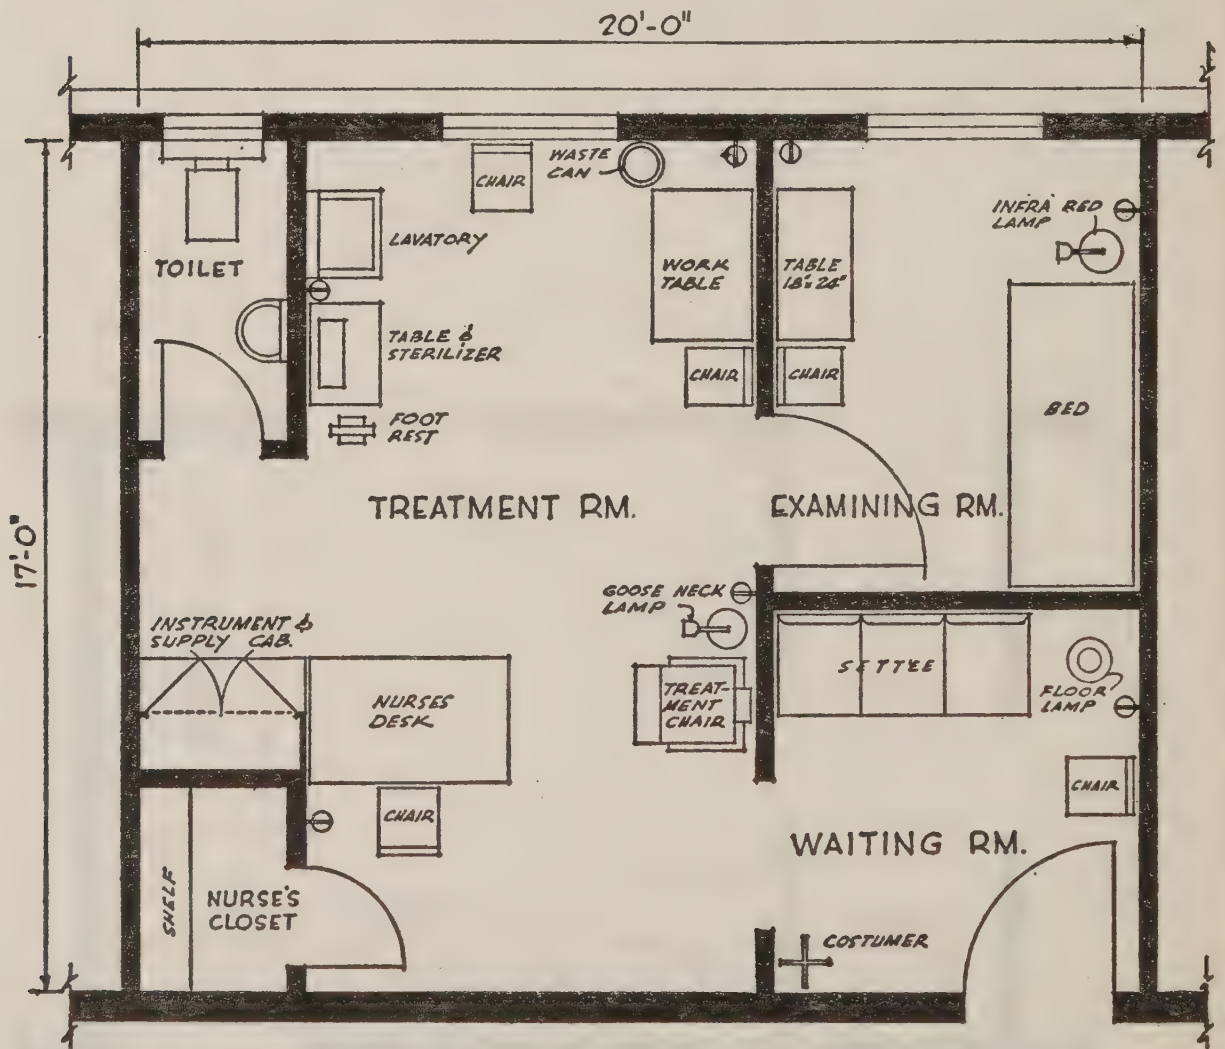 20'-0"
17'-0"
CHAIR
WASTE
CAN
INFRA RED
LAMP
LAVATORY
TOILET
WORK
TABLE
TABLE
18"x24"
TABLE &
STERILIZER
CHAIR
CHAIR
BED
FOOT
REST
TREATMENT RM.
EXAMINING RM.
GOOSE NECK
LAMP
INSTRUMENT &
SUPPLY CAB.
SETTEE
NURSES
DESK
TREAT-
MENT
CHAIR
FLOOR
LAMP
CHAIR
CHAIR
WAITING RM.
SHELF
NURSE'S
CLOSET
COSTUMER